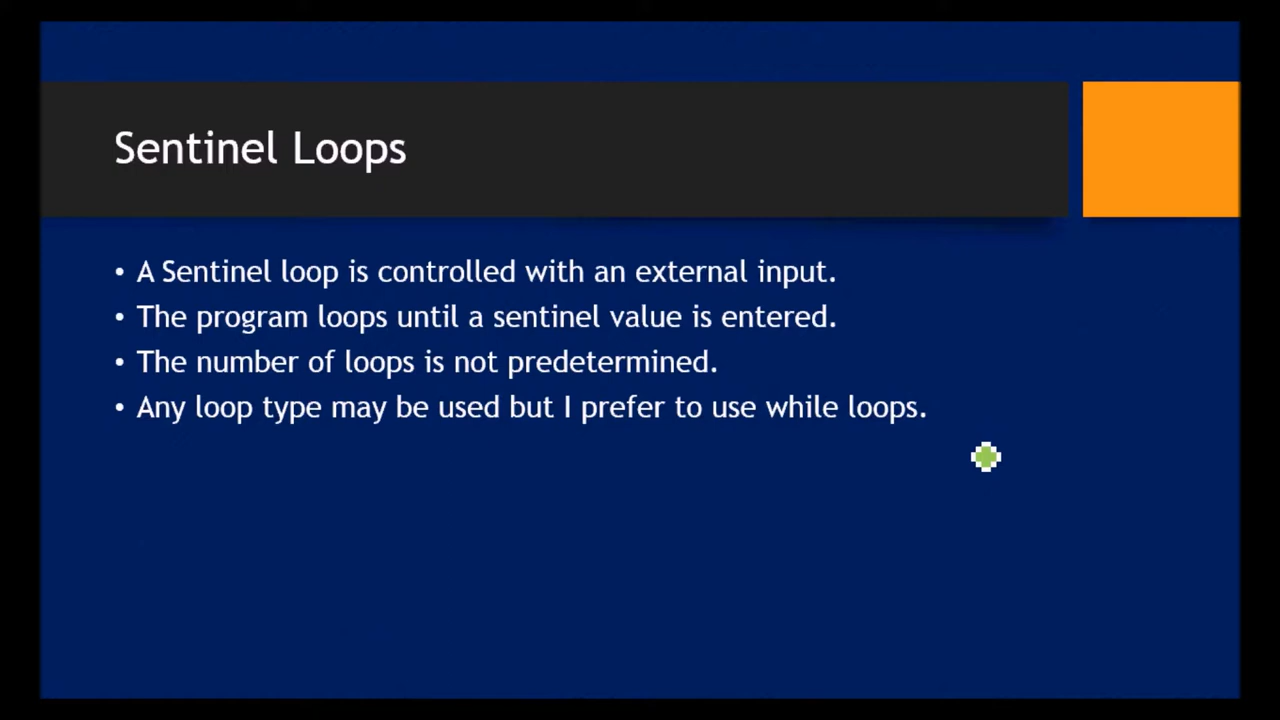 Sentinel Loops
• A Sentinel loop is controlled with an external input.
• The program loops until a sentinel value is entered.
• The number of loops is not predetermined.
• Any loop type may be used but I prefer to use while loops.